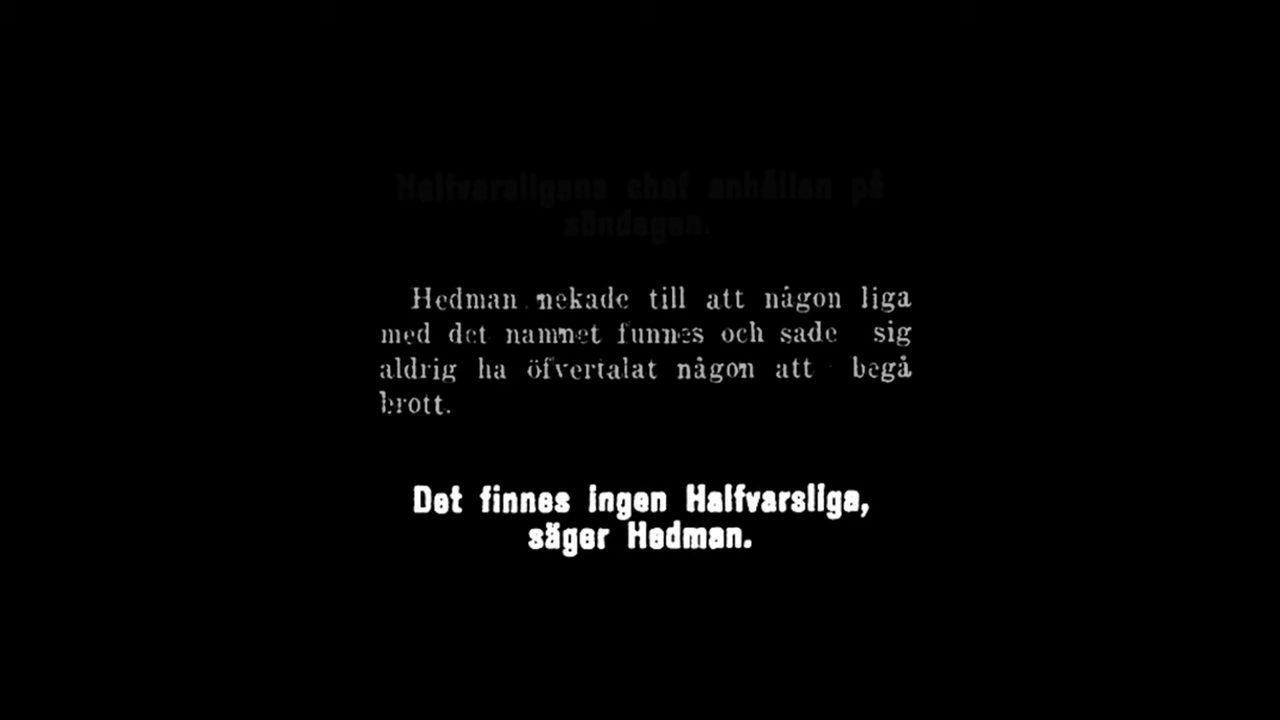 Halfvarsligans chef anhållen på
söndagen.
Hedman nekade till att någon liga
med det namnet funnes och sade sig
aldrig ha öfvertalat någon att begå
brott.
Det finnes ingen Halfvarsliga,
säger Hedman.